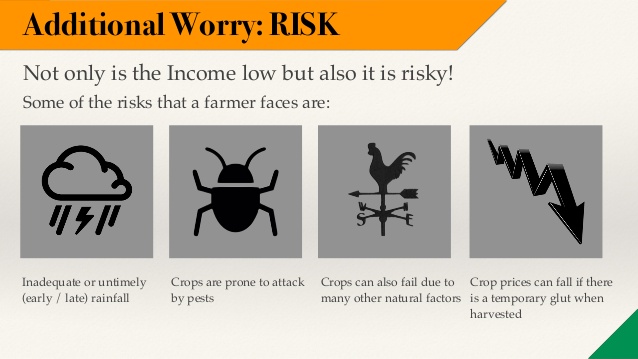 Additional Worry: RISK
Not only is the Income low but also it is risky!
Some of the risks that a farmer faces are:
W
S E
Inadequate or untimely
(early / late) rainfall
Crops are prone to attack
by pests
Crops can also fail due to
many other natural factors
Crop prices can fall if there
is a temporary glut when
harvested